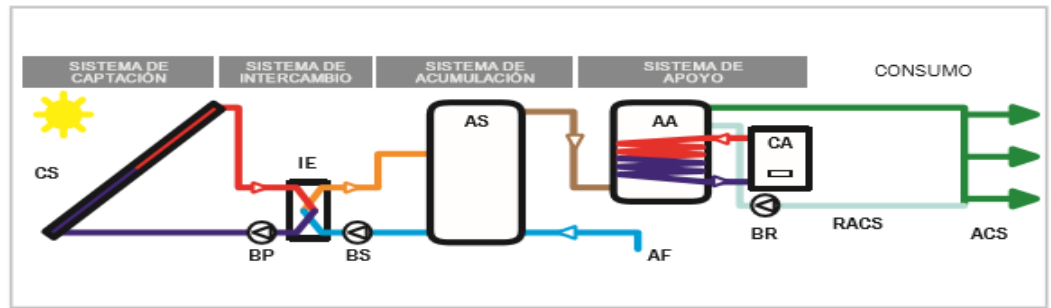 SISTEMA DE
CAPTACIÓN
SISTEMA DE
INTERCAMBIO
SISTEMA DE
ACUMULACIÓN
SISTEMA DE
APOYO
CONSUMO
CS
IE
AS
AA
CA
BP
BS
AF
BR
RACS
ACS